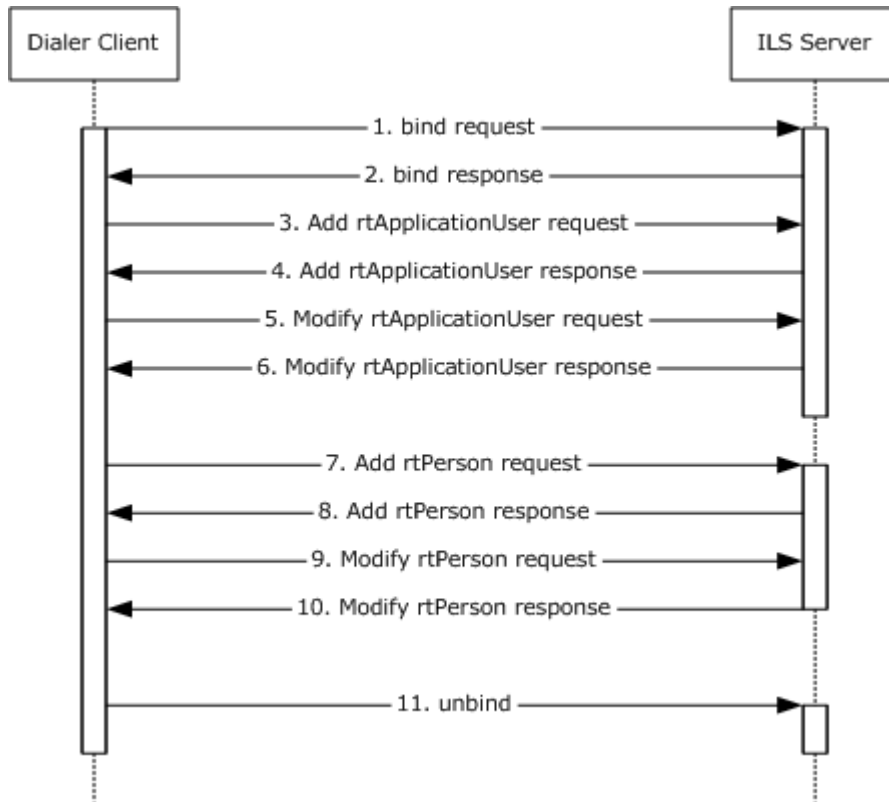 Dialer Client
ILS Server
1. bind request
2. bind response
3. Add rtApplicationUser request
4. Add rtApplicationUser response
5. Modify rtApplicationUser request
6. Modify rtApplicationUser response
7. Add rtPerson request
8. Add rtPerson response
9. Modify rtPerson request
10. Modify rtPerson response
11. unbind